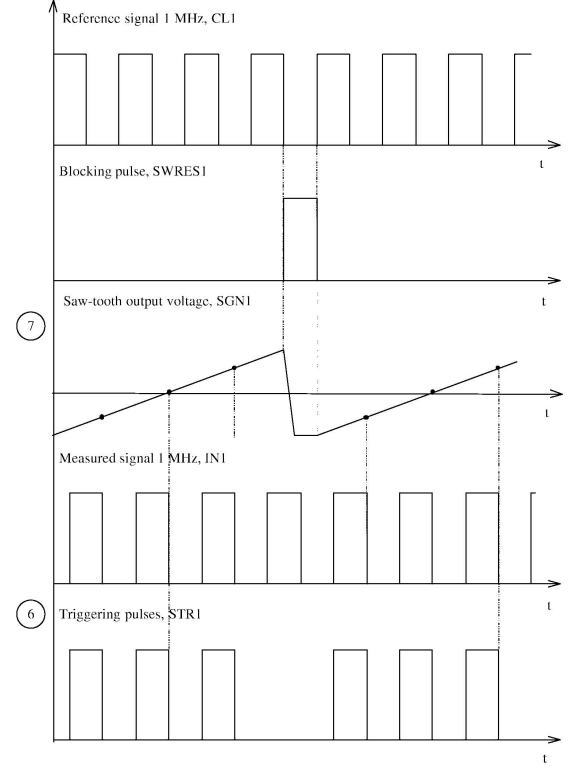 Reference signal 1 MHz, CL1
t
Blocking pulse, SWRES1
t
Saw-tooth output voltage, SGN1
7
t
Measured signal 1 MHz, IN1
t
6
Triggering pulses, STR1
t